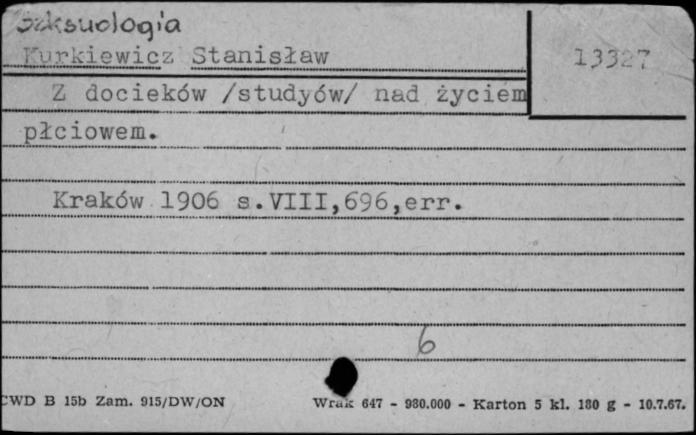 Seksuologia
Kurkiewicz Stanisław
13327
Z docieków /studyów/ nad życiem
płciowem.
Kraków 1906 s.VIII,696,err.
6
CWD B 15b Zam. 915/DW/ON
Wrak 647 - 980.000 - Karton 5 kl. 180 g - 10.7.67.